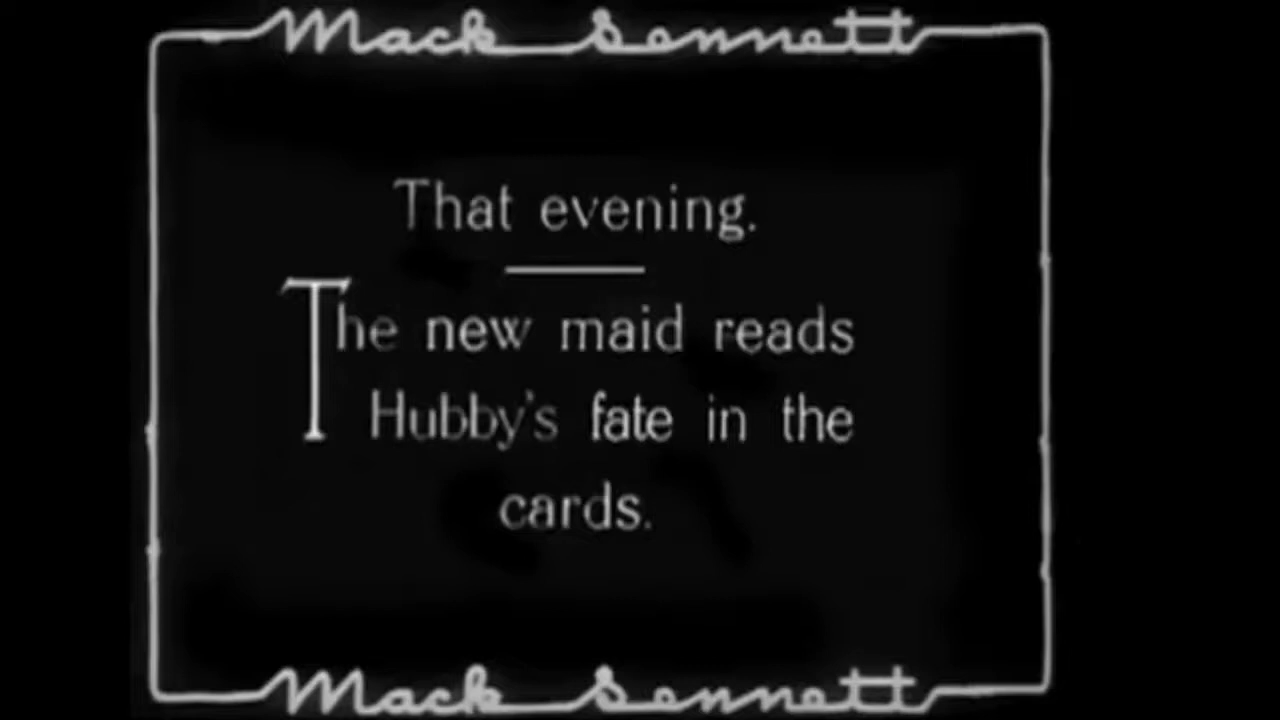 Mack Sennett
That evening.
The new maid reads
Hubby's fate in the
cards.
Mack Sennett